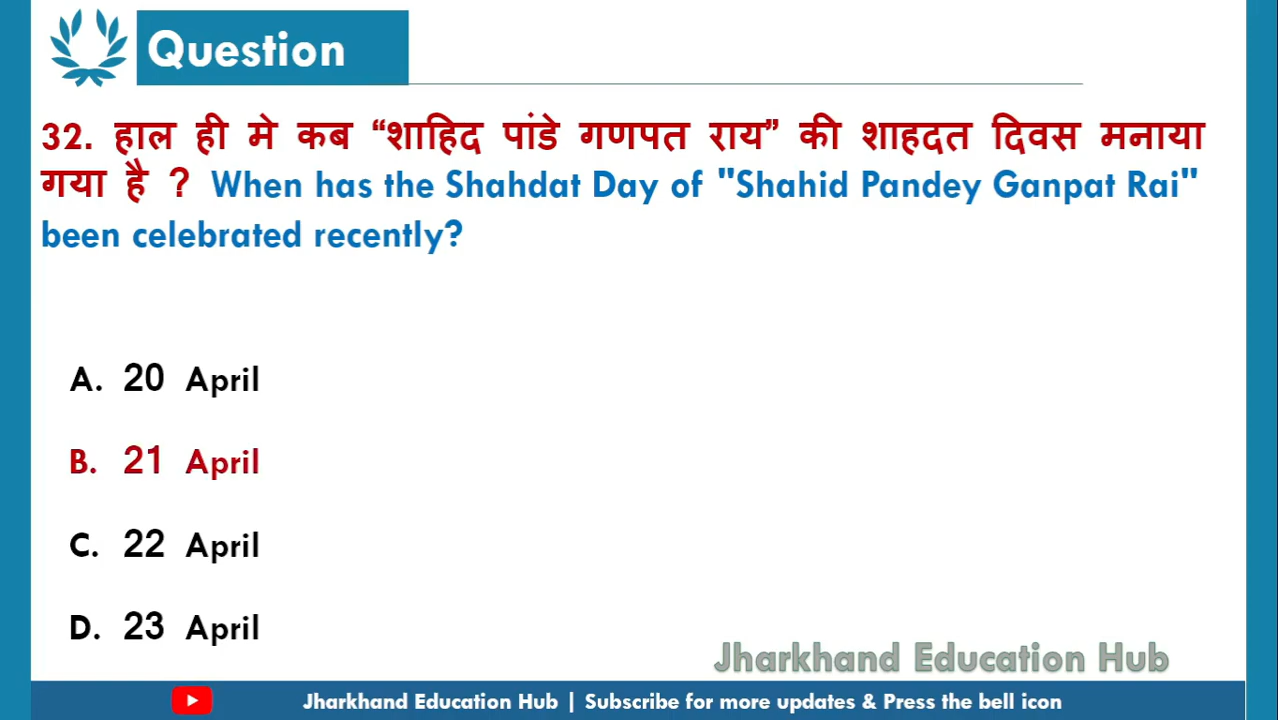 Question
32. हाल ही मे कब “शाहिद पांडे गणपत राय” की शाहदत दिवस मनाया
गया है ? When has the Shahdat Day of "Shahid Pandey Ganpat Rai"
been celebrated recently?
A. 20 April
B. 21 April
C. 22 April
D. 23 April
Jharkhand Education Hub
Jharkhand Education Hub | Subscribe for more updates & Press the bell icon